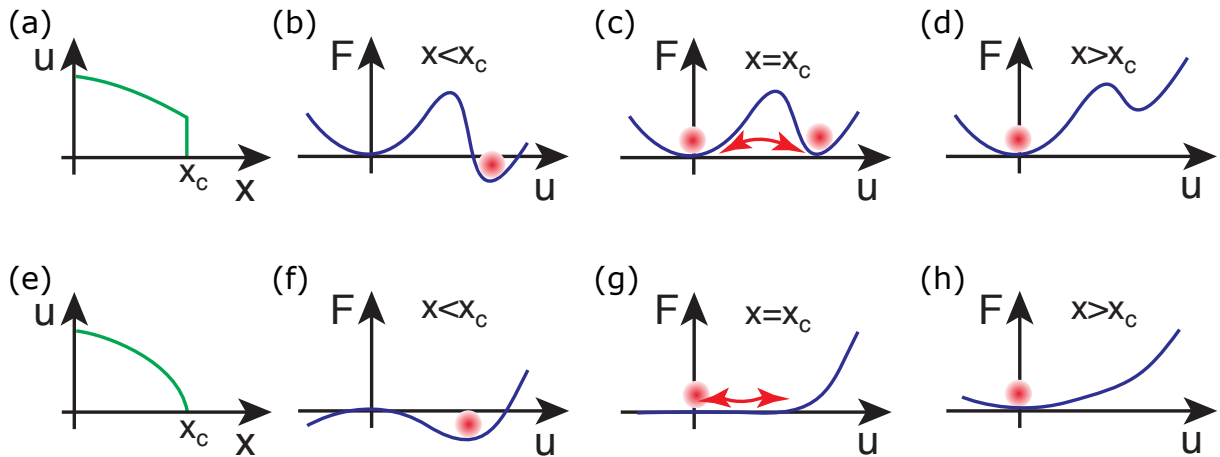 (a)
u
x_c
x
(b)
F
x<x_c
u
(c)
F
x=x_c
u
(d)
F
x>x_c
u
(e)
u
x_c
x
(f)
F
x<x_c
u
(g)
F
x=x_c
u
(h)
F
x>x_c
u